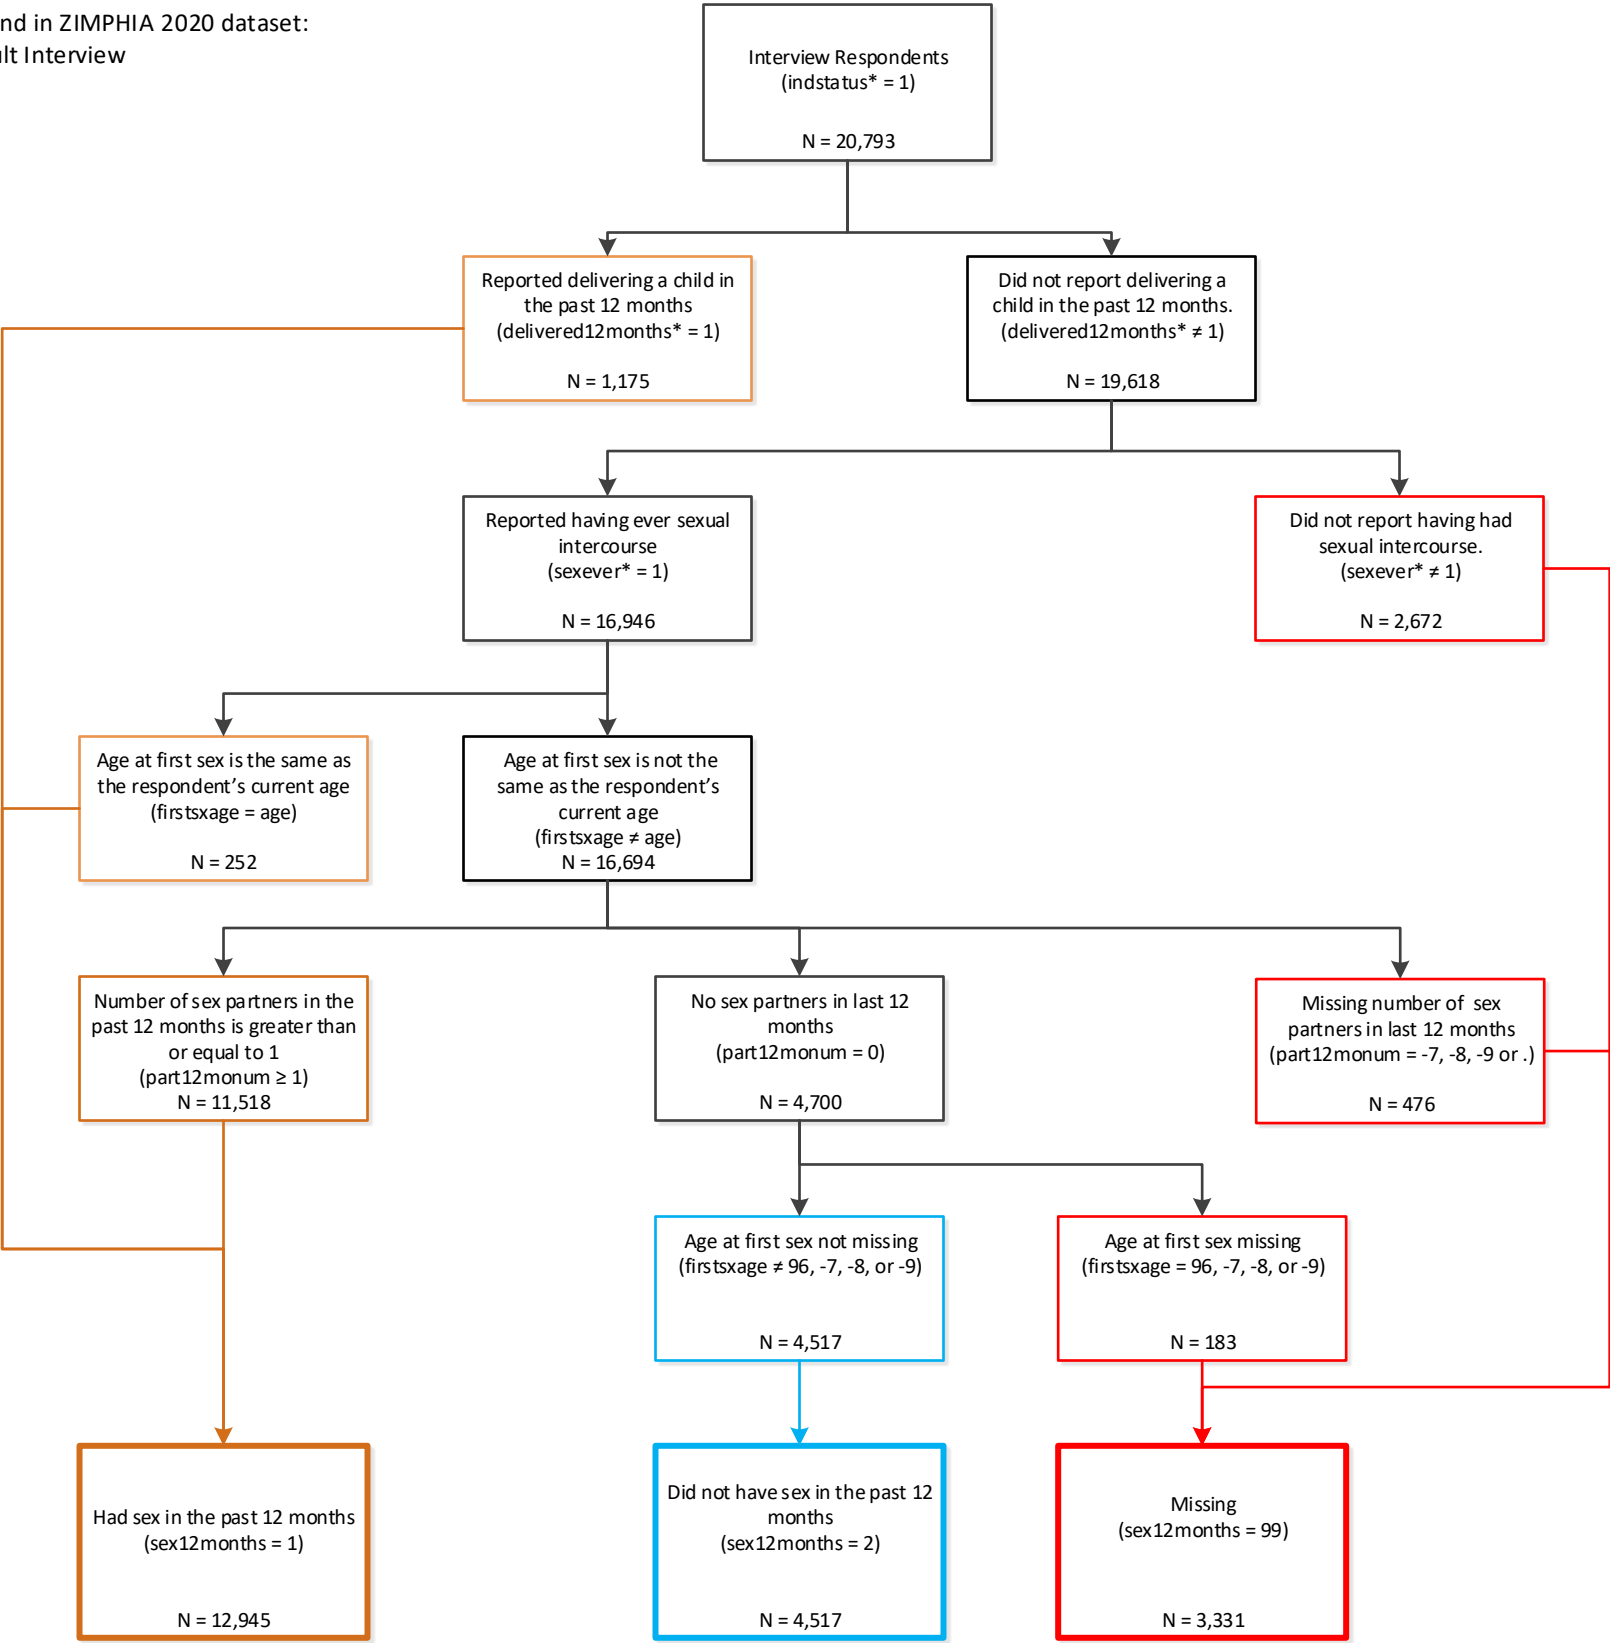 nd in ZIMPHIA 2020 dataset:
lt Interview
Interview Respondents
(indstatus* = 1)
N = 20,793
Reported delivering a child in
the past 12 months
(delivered12months* = 1)
N = 1,175
Did not report delivering a
child in the past 12 months.
(delivered12months* ≠ 1)
N = 19,618
Reported having ever sexual
intercourse
(sexever* = 1)
N = 16,946
Did not report having had
sexual intercourse.
(sexever* ≠ 1)
N = 2,672
Age at first sex is the same as
the respondent's current age
(firstsxage = age)
N = 252
Age at first sex is not the
same as the respondent's
current age
(firstsxage ≠ age)
N = 16,694
Number of sex partners in the
past 12 months is greater than
or equal to 1
(part12monum ≥ 1)
N = 11,518
No sex partners in last 12
months
(part12monum = 0)
N = 4,700
Missing number of sex
partners in last 12 months
(part12monum = -7, -8, -9 or .)
N = 476
Age at first sex not missing
(firstsxage ≠ 96, -7, -8, or -9)
N = 4,517
Age at first sex missing
(firstsxage = 96, -7, -8, or -9)
N = 183
Had sex in the past 12 months
(sex12months = 1)
N = 12,945
Did not have sex in the past 12
months
(sex12months = 2)
N = 4,517
Missing
(sex12months = 99)
N = 3,331